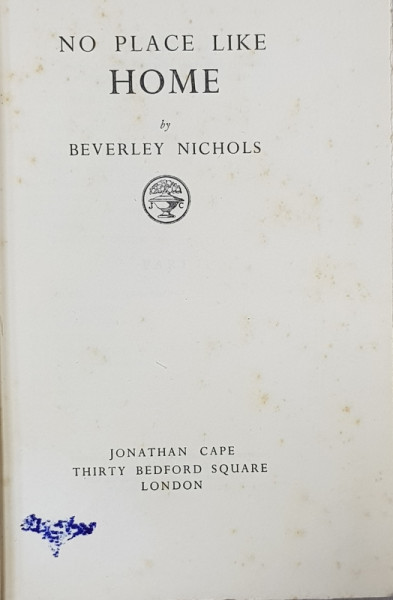 NO PLACE LIKE
HOME
by
BEVERLEY NICHOLS
J C
JONATHAN CAPE
THIRTY BEDFORD SQUARE
LONDON